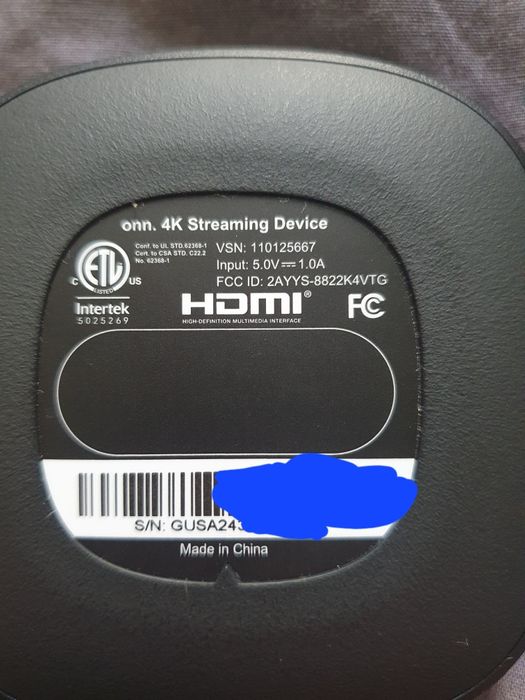 onn. 4K Streaming Device
Conf. to UL STD.62368-1
Cert. to CSA STD. C22.2
No. 62368-1
VSN: 110125667
Input: 5.0V⎓1.0A
FCC ID: 2AYYS-8822K4VTG
C ETL US
LISTED
Intertek
5025269
HDMI®
HIGH-DEFINITION MULTIMEDIA INTERFACE
FC
S/N: GUSA243
Made in China